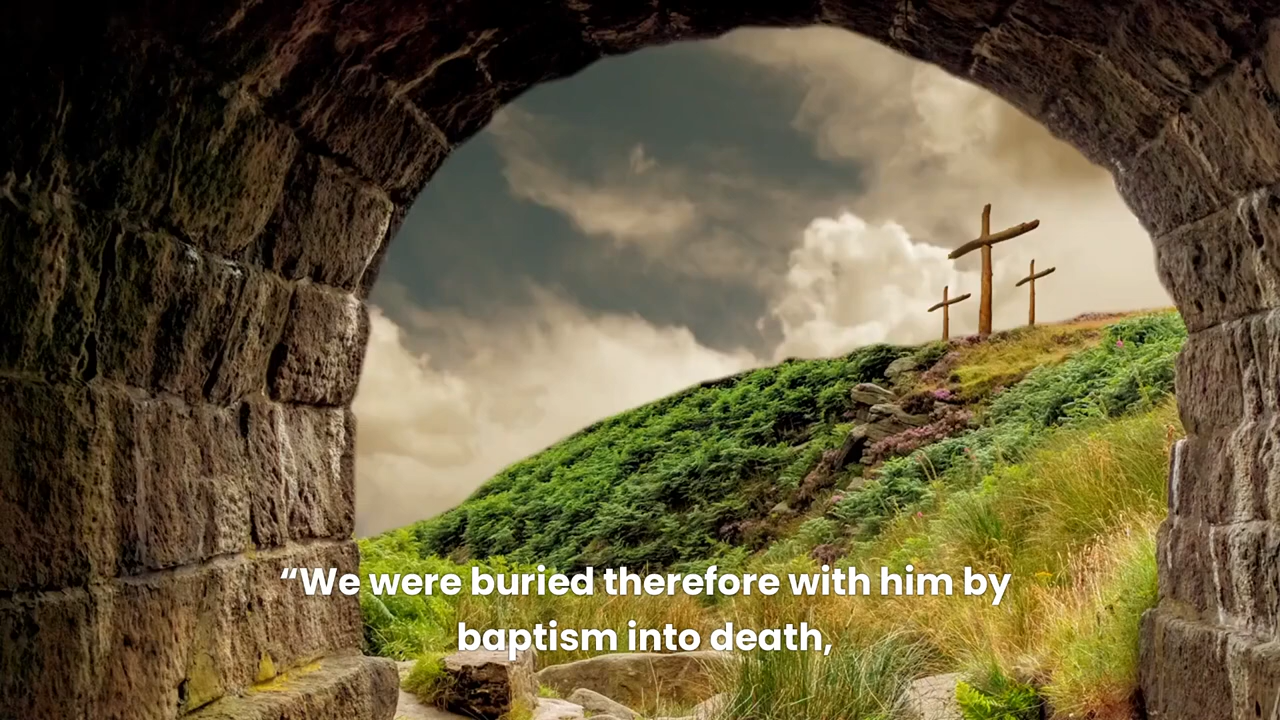 “We were buried therefore with him by
baptism into death,